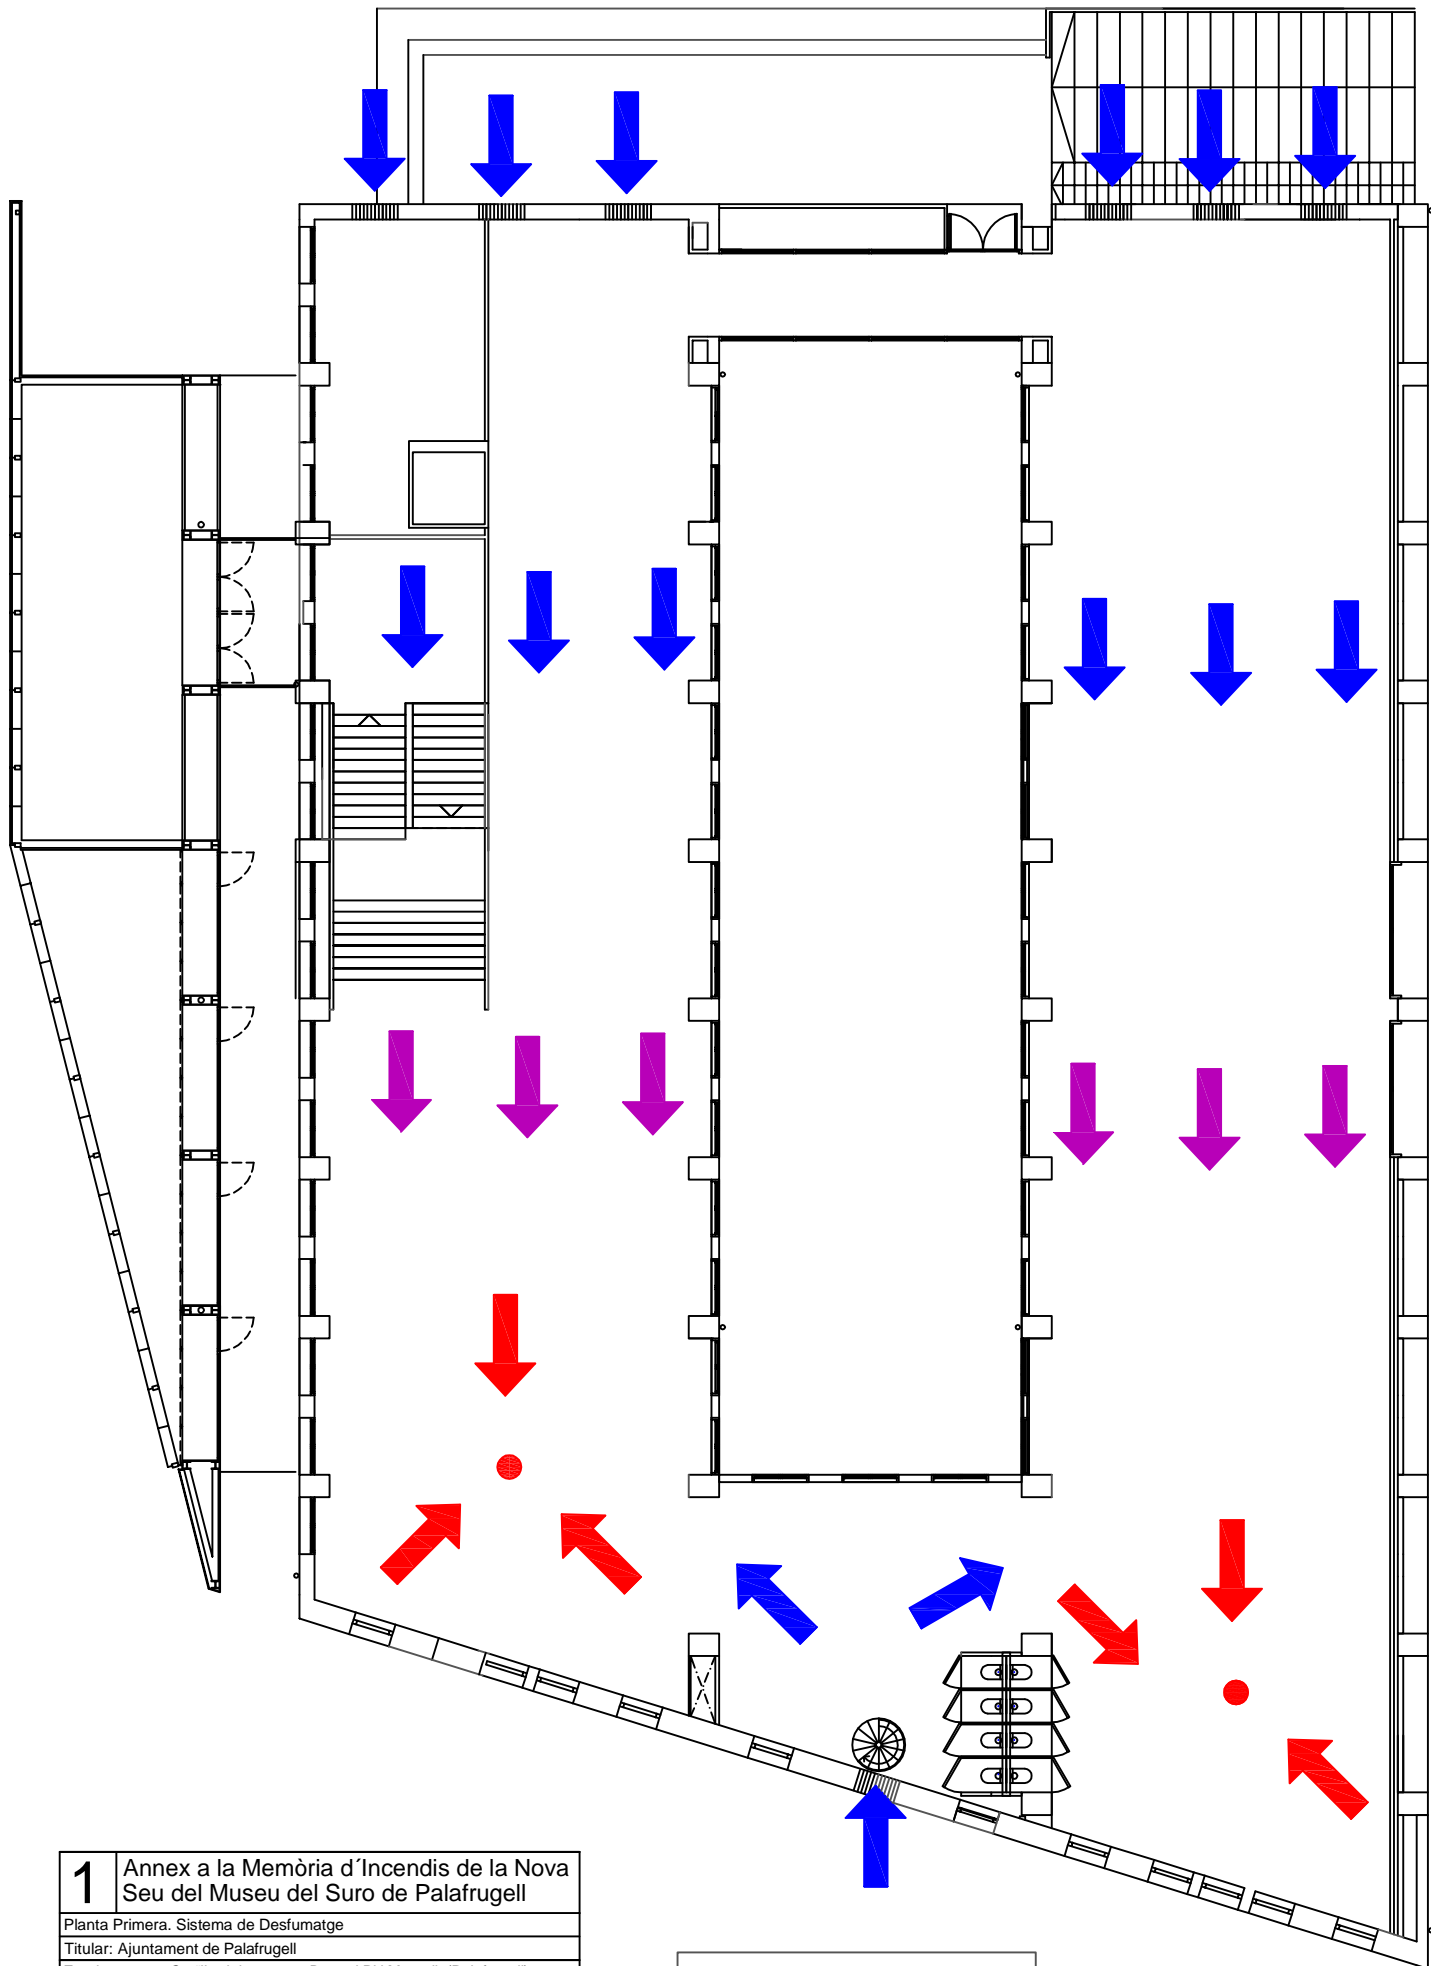 1
Annex a la Memòria d´Incendis de la Nova
Seu del Museu del Suro de Palafrugell
Planta Primera. Sistema de Desfumatge
Titular: Ajuntament de Palafrugell